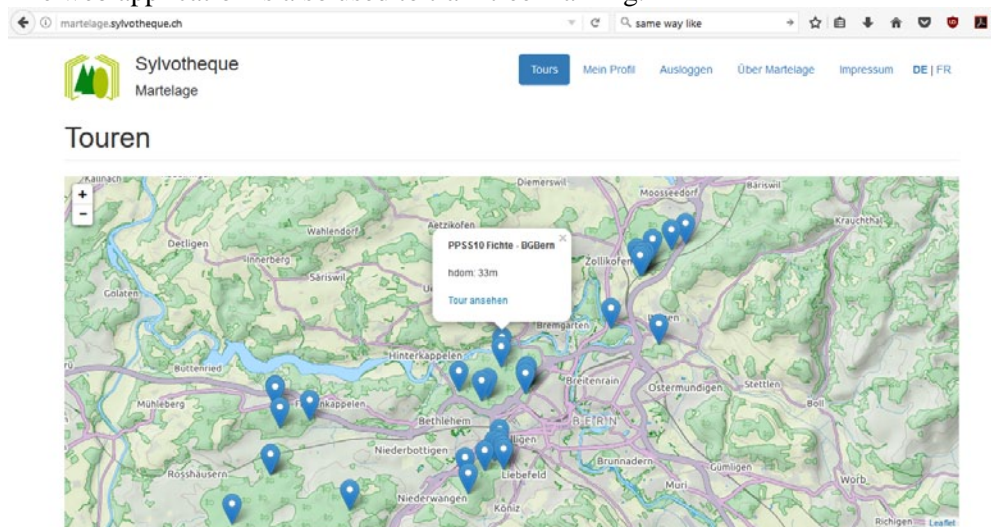 martelage.sylvotheque.ch
same way like
Sylvotheque
Martelage
Tours Mein Profil Ausloggen Über Martelage Impressum DE | FR
Touren
+
-
Kallnach
Diemerswil
Moosseedorf
Bäriswil
Wahlendorf
Aetzikofen
Krauchthal
Detligen
Innerberg
PPSS10 Fichte - BGBern ×
Zollikofen
Säriswil
hdom: 33m
Golaten
Tour ansehen
Bremgarten
Hinterkappelen
Buttenried
Breitenrain
Ostermundigen
Stettlen
Mühleberg
Boll
Bethlehem
BERN
Niederbottigen
Brunnadern
Gümligen
Rosshäusern
Liebefeld
Muri
Worb
Niederwangen
Köniz
Richigen
Leaflet